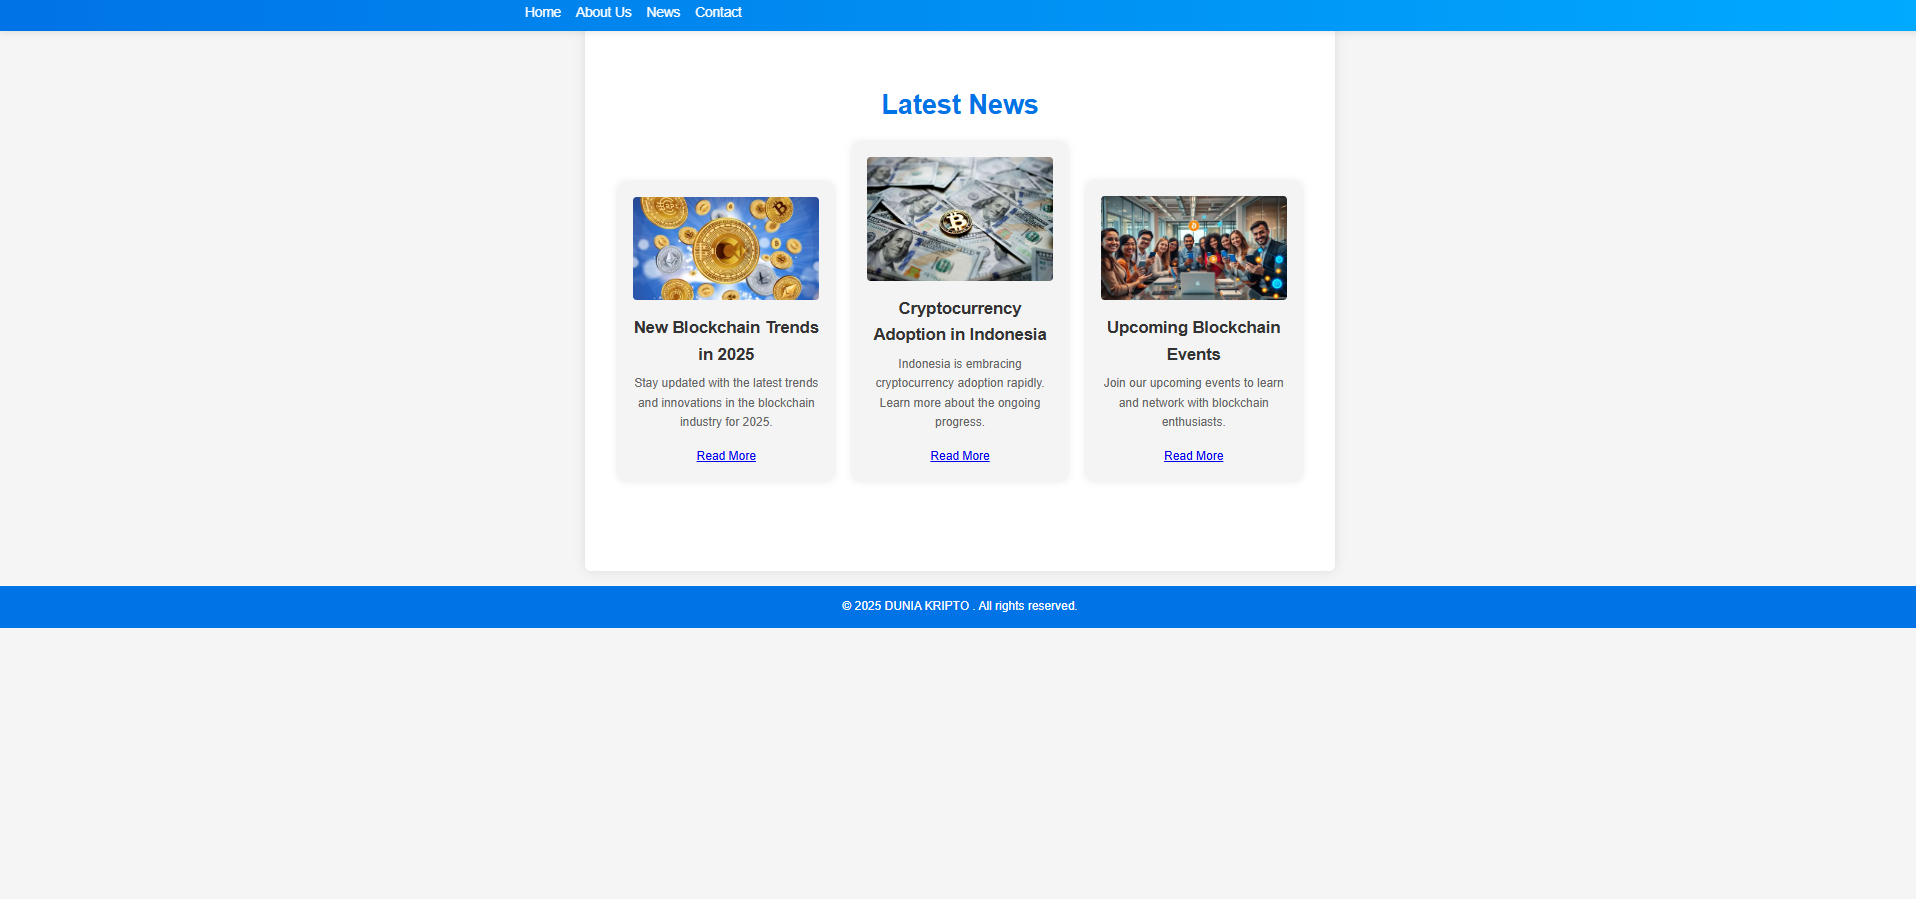 Home About Us News Contact
Latest News
New Blockchain Trends
in 2025
Stay updated with the latest trends
and innovations in the blockchain
industry for 2025.
Read More
Cryptocurrency
Adoption in Indonesia
Indonesia is embracing
cryptocurrency adoption rapidly.
Learn more about the ongoing
progress.
Read More
Upcoming Blockchain
Events
Join our upcoming events to learn
and network with blockchain
enthusiasts.
Read More
© 2025 DUNIA KRIPTO . All rights reserved.